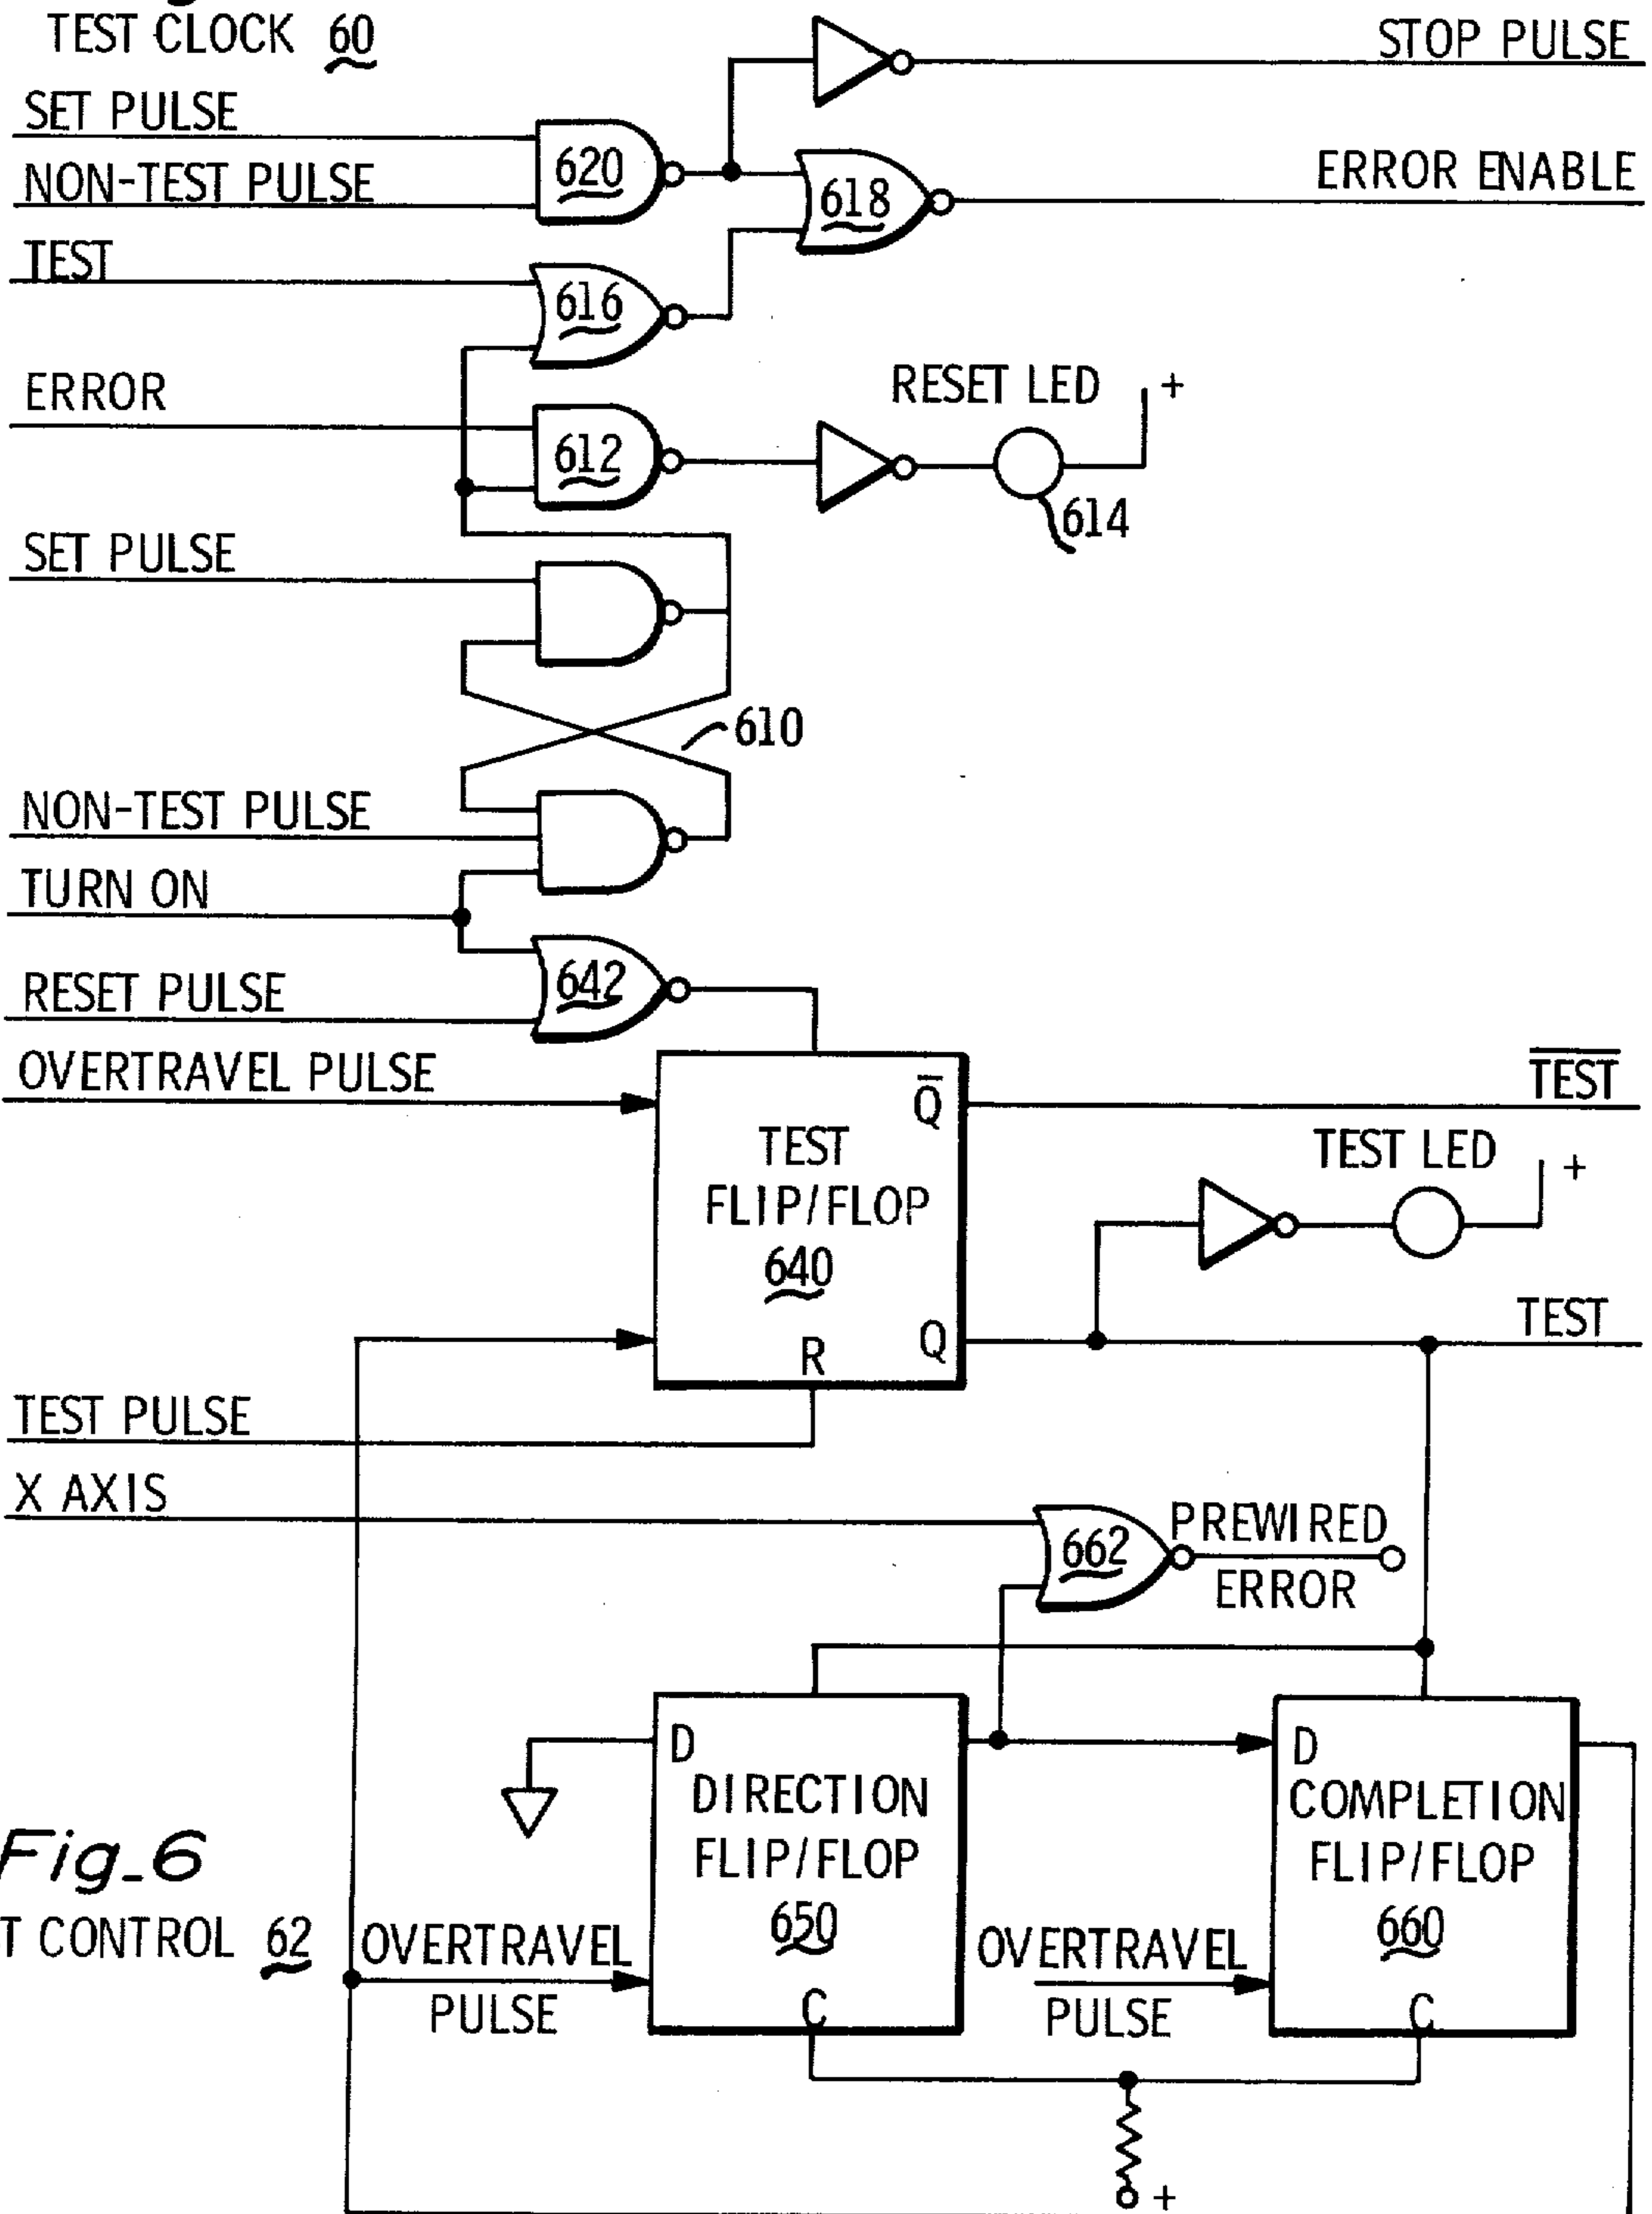 TEST CLOCK 60
STOP PULSE
SET PULSE
620
NON-TEST PULSE
618
ERROR ENABLE
TEST
616
ERROR
612
RESET LED +
614
SET PULSE
610
NON-TEST PULSE
TURN ON
642
RESET PULSE
OVERTRAVEL PULSE
Q̅
T̅E̅S̅T̅
TEST
FLIP/FLOP
640
TEST LED +
R
Q
TEST
TEST PULSE
X AXIS
662
PREWIRED
ERROR
D
DIRECTION
FLIP/FLOP
650
C
D
COMPLETION
FLIP/FLOP
660
C
Fig_6
T CONTROL 62
OVERTRAVEL
PULSE
OVERTRAVEL
PULSE
+